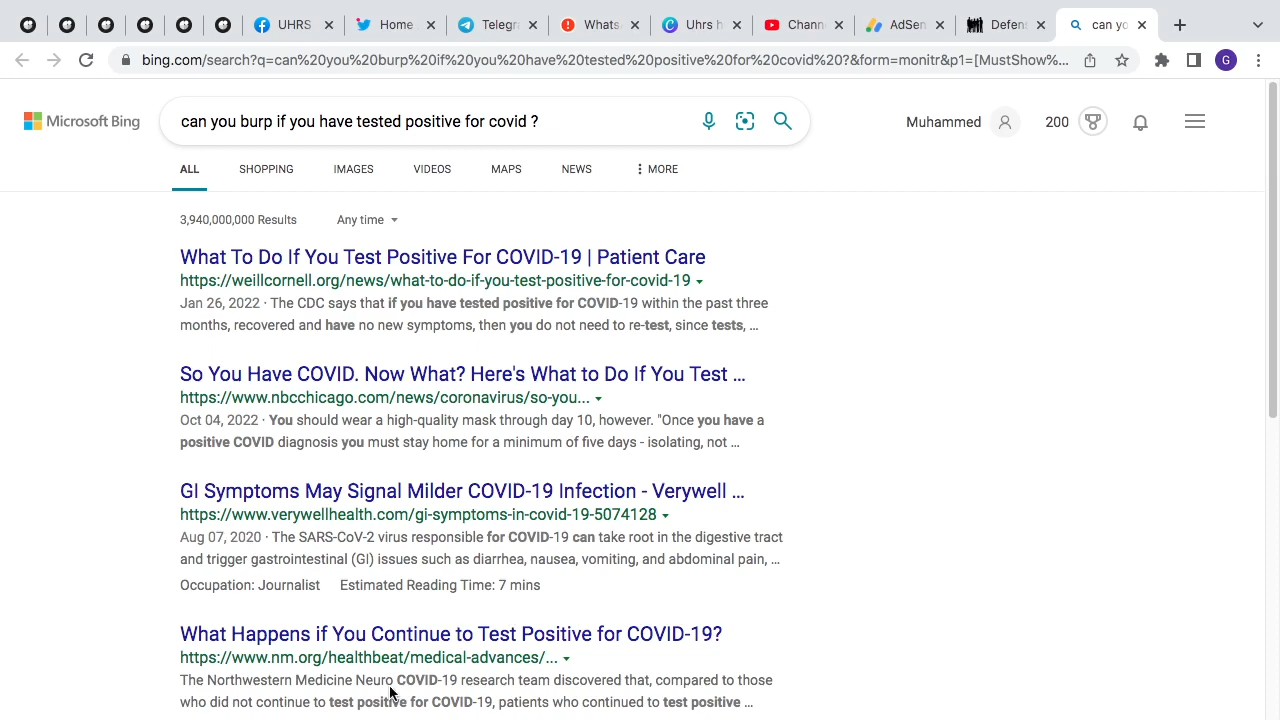 UHRS
Home
Telegr
Whats
Uhrs h
Chann
AdSen
Defens
can yo
bing.com/search?q=can%20you%20burp%20if%20you%20have%20tested%20positive%20for%20covid%20?&form=monitr&p1=[MustShow%...
G
Microsoft Bing
can you burp if you have tested positive for covid ?
Muhammed
200
ALL SHOPPING IMAGES VIDEOS MAPS NEWS MORE
3,940,000,000 Results Any time
What To Do If You Test Positive For COVID-19 | Patient Care
https://weillcornell.org/news/what-to-do-if-you-test-positive-for-covid-19
Jan 26, 2022 · The CDC says that if you have tested positive for COVID-19 within the past three
months, recovered and have no new symptoms, then you do not need to re-test, since tests, ...
So You Have COVID. Now What? Here's What to Do If You Test ...
https://www.nbcchicago.com/news/coronavirus/so-you...
Oct 04, 2022 · You should wear a high-quality mask through day 10, however. "Once you have a
positive COVID diagnosis you must stay home for a minimum of five days - isolating, not ...
GI Symptoms May Signal Milder COVID-19 Infection - Verywell ...
https://www.verywellhealth.com/gi-symptoms-in-covid-19-5074128
Aug 07, 2020 · The SARS-CoV-2 virus responsible for COVID-19 can take root in the digestive tract
and trigger gastrointestinal (GI) issues such as diarrhea, nausea, vomiting, and abdominal pain, ...
Occupation: Journalist Estimated Reading Time: 7 mins
What Happens if You Continue to Test Positive for COVID-19?
https://www.nm.org/healthbeat/medical-advances/...
The Northwestern Medicine Neuro COVID-19 research team discovered that, compared to those
who did not continue to test positive for COVID-19, patients who continued to test positive ...